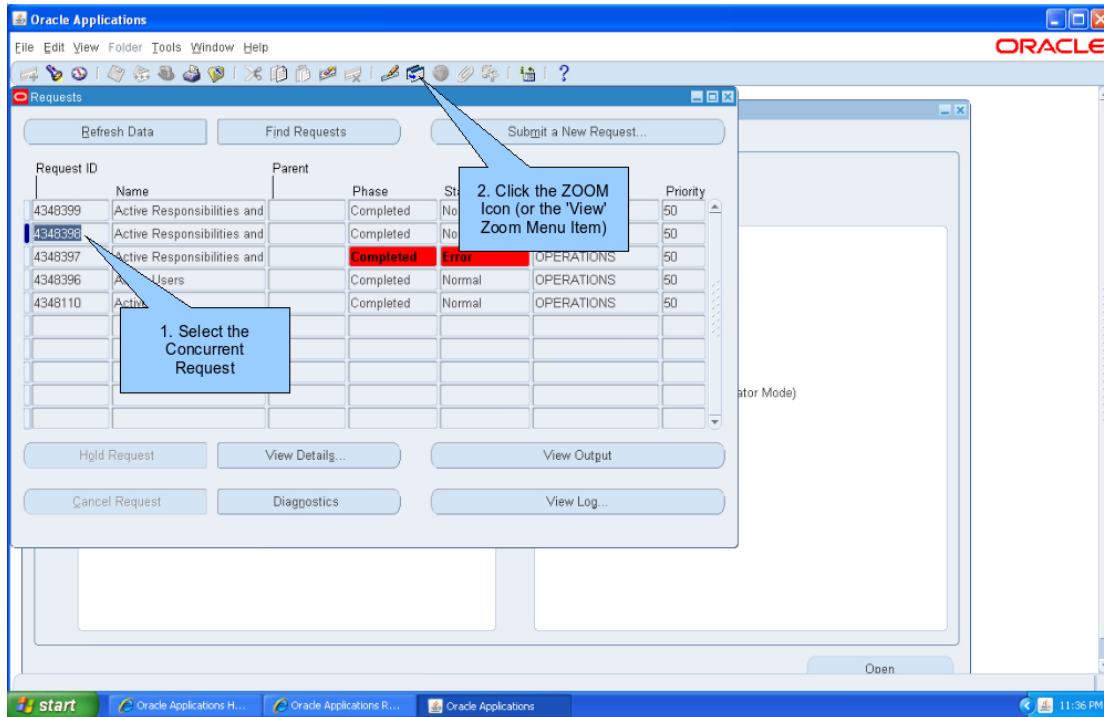 Oracle Applications
File Edit View Folder Tools Window Help
ORACLE
Requests
Refresh Data Find Requests Submit a New Request...
Request ID Parent
Name Phase Priority
4348399 Active Responsibilities and Completed 50
4348398 Active Responsibilities and Completed 50
4348397 Active Responsibilities and Completed Error OPERATIONS 50
4348396 Users Completed Normal OPERATIONS 50
4348110 Completed Normal OPERATIONS 50
2. Click the ZOOM
Icon (or the 'View'
Zoom Menu Item)
1. Select the
Concurrent
Request
ator Mode)
Hold Request View Details... View Output
Cancel Request Diagnostics View Log...
Open
start Oracle Applications H... Oracle Applications R... Oracle Applications 11:36 PM